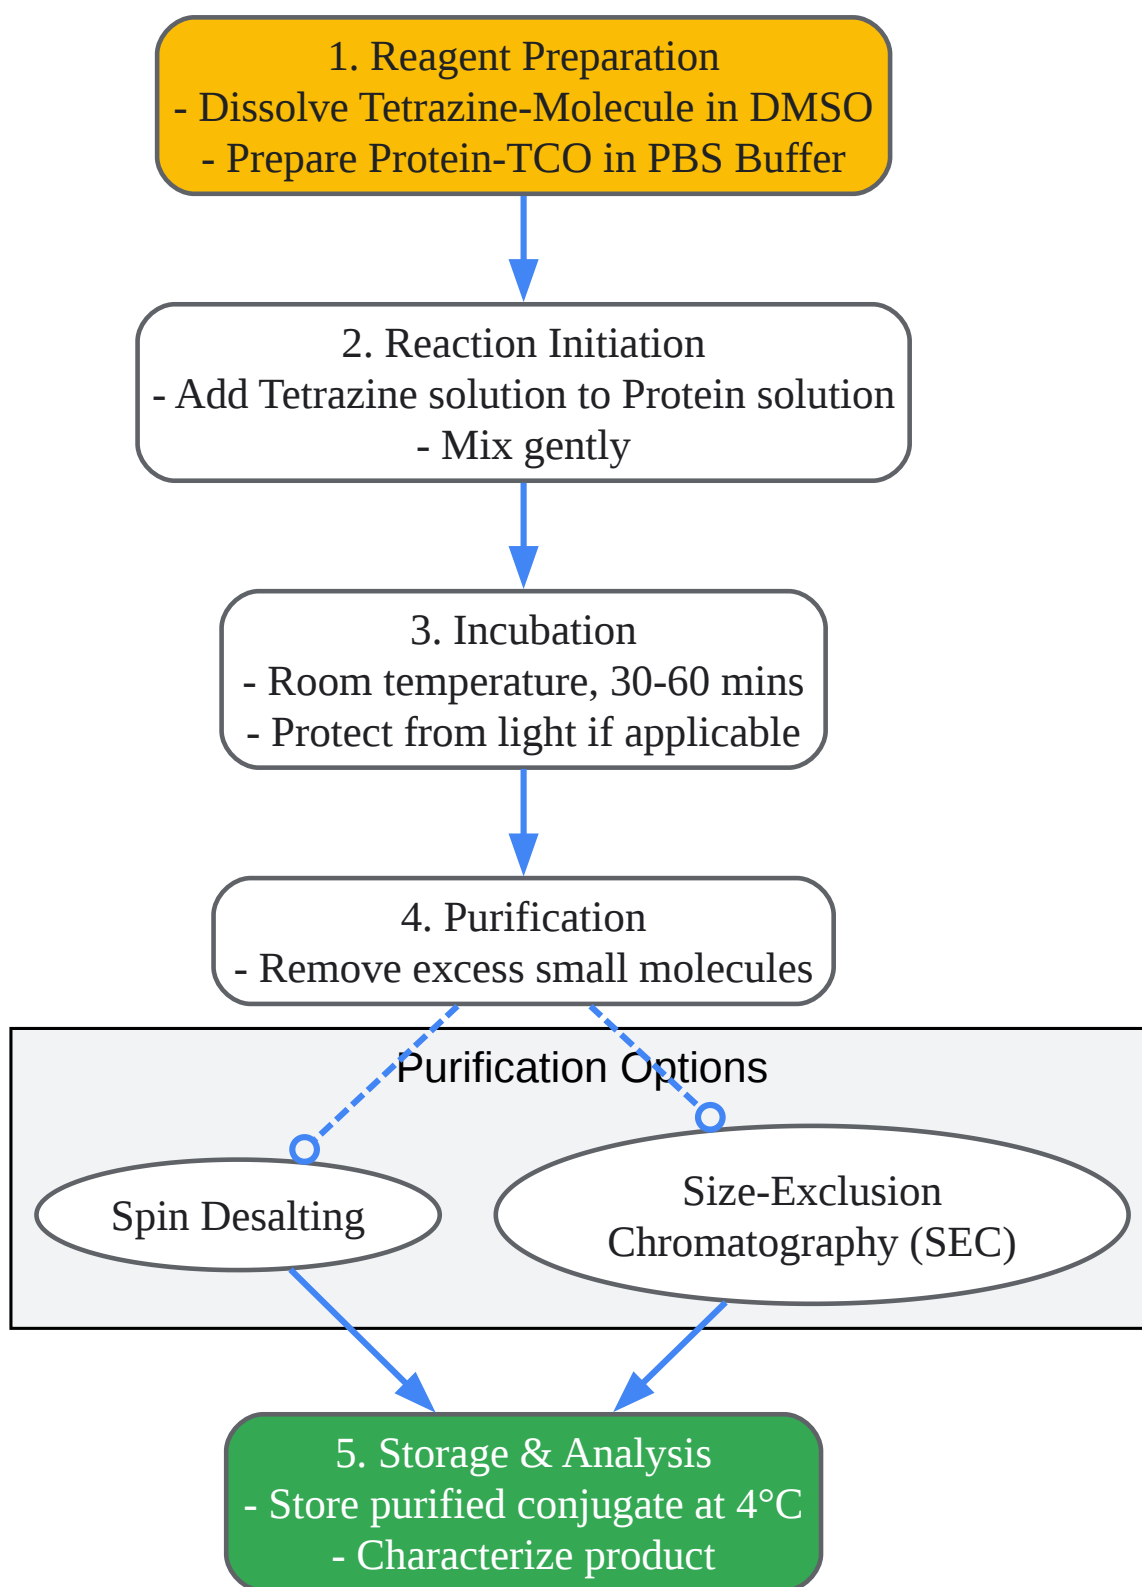 1. Reagent Preparation
- Dissolve Tetrazine-Molecule in DMSO
- Prepare Protein-TCO in PBS Buffer
2. Reaction Initiation
- Add Tetrazine solution to Protein solution
- Mix gently
3. Incubation
- Room temperature, 30-60 mins
- Protect from light if applicable
4. Purification
- Remove excess small molecules
Purification Options
Spin Desalting
Size-Exclusion
Chromatography (SEC)
5. Storage & Analysis
- Store purified conjugate at 4°C
- Characterize product